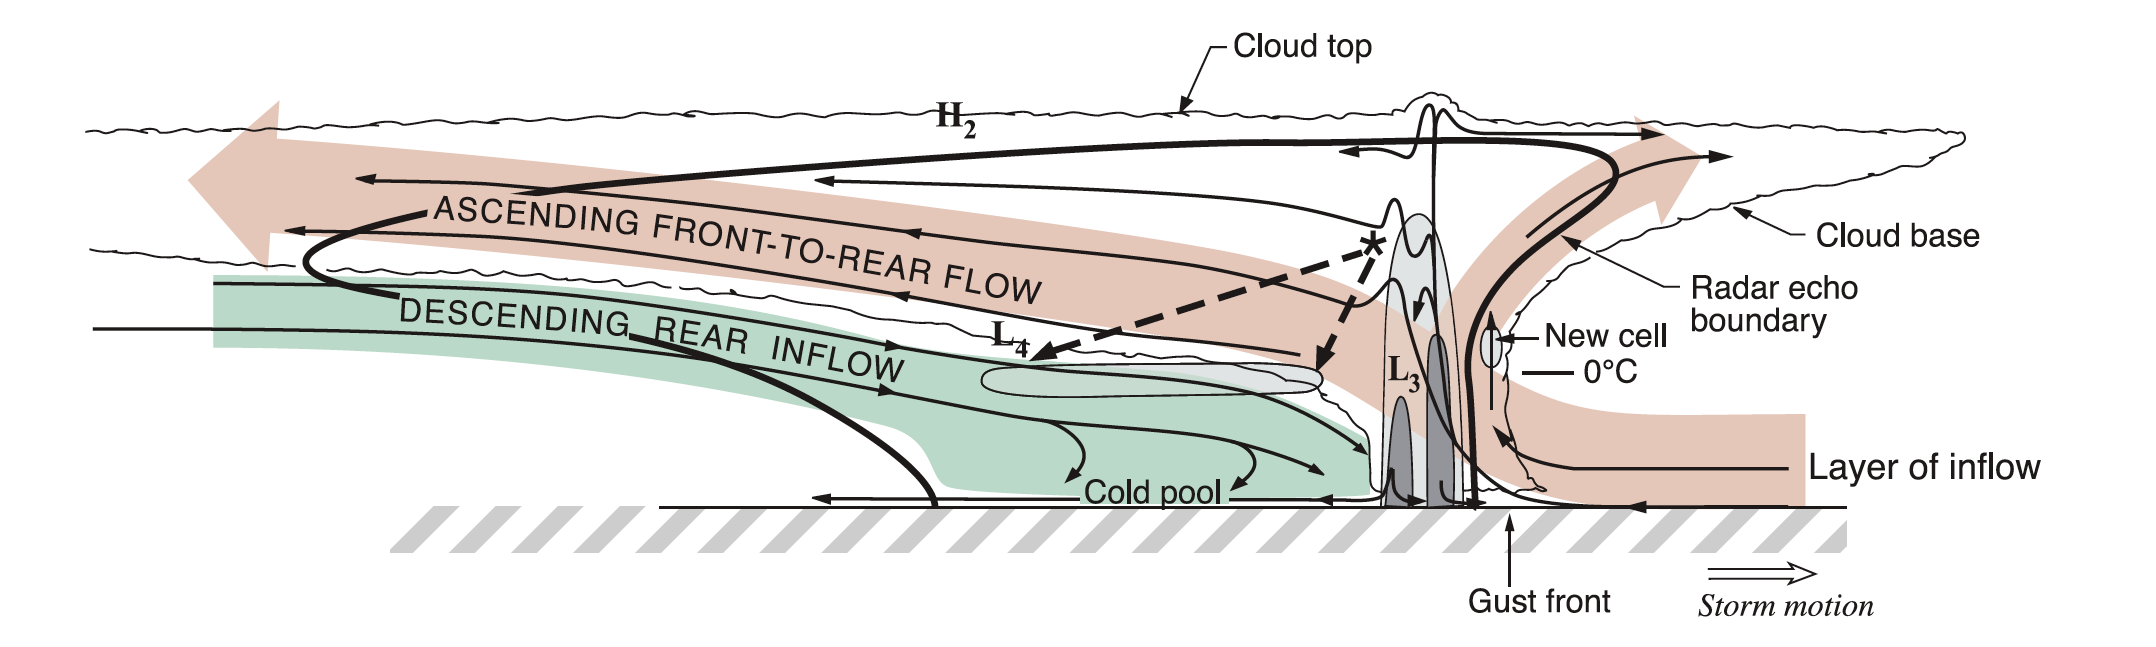 Cloud top
H2
ASCENDING FRONT-TO-REAR FLOW
*
Cloud base
Radar echo
boundary
DESCENDING REAR INFLOW
L4
New cell
0°C
L3
Layer of inflow
Cold pool
Gust front
Storm motion